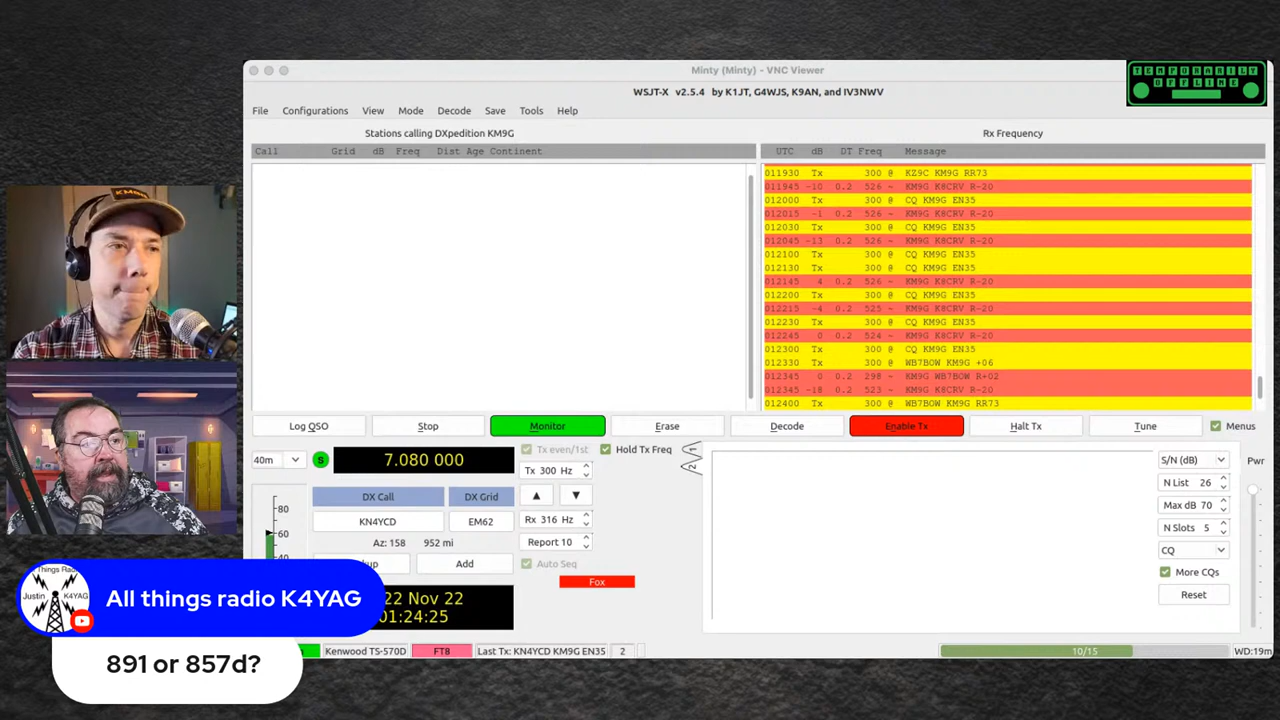 Minty (Minty) - VNC Viewer
TEMPORARILY
OFFLINE
WSJT-X v2.5.4 by K1JT, G4WJS, K9AN, and IV3NWV
File Configurations View Mode Decode Save Tools Help
Stations calling DXpedition KM9G
Rx Frequency
Call Grid dB Freq Dist Age Continent
UTC dB DT Freq Message
011930 Tx 300 @ KZ9C KM9G RR73
011945 -10 0.2 526 ~ KM9G K8CRV R-20
012000 Tx 300 @ CQ KM9G EN35
012015 -1 0.2 526 ~ KM9G K8CRV R-20
012030 Tx 300 @ CQ KM9G EN35
012045 -13 0.2 526 ~ KM9G K8CRV R-20
012100 Tx 300 @ CQ KM9G EN35
012130 Tx 300 @ CQ KM9G EN35
012145 4 0.2 526 ~ KM9G K8CRV R-20
012200 Tx 300 @ CQ KM9G EN35
012215 -4 0.2 525 ~ KM9G K8CRV R-20
012230 Tx 300 @ CQ KM9G EN35
012245 0 0.2 524 ~ KM9G K8CRV R-20
012300 Tx 300 @ CQ KM9G EN35
012330 Tx 300 @ WB7BOW KM9G +06
012345 0 0.2 298 ~ KM9G WB7BOW R+02
012345 -18 0.2 523 ~ KM9G K8CRV R-20
012400 Tx 300 @ WB7BOW KM9G RR73
Log QSO Stop Monitor Erase Decode Enable Tx Halt Tx Tune Menus
40m S 7.080 000
Tx even/1st Hold Tx Freq 1
2
Tx 300 Hz
DX Call DX Grid
KN4YCD EM62
Rx 316 Hz
Az: 158 952 mi
Report 10
Add
Auto Seq
Fox
80
60
40
22 Nov 22
01:24:25
S/N (dB) Pwr
N List 26
Max dB 70
N Slots 5
CQ
More CQs
Reset
Kenwood TS-570D FT8 Last Tx: KN4YCD KM9G EN35 2 10/15 WD:19m
Things Radio
Justin K4YAG
All things radio K4YAG
891 or 857d?